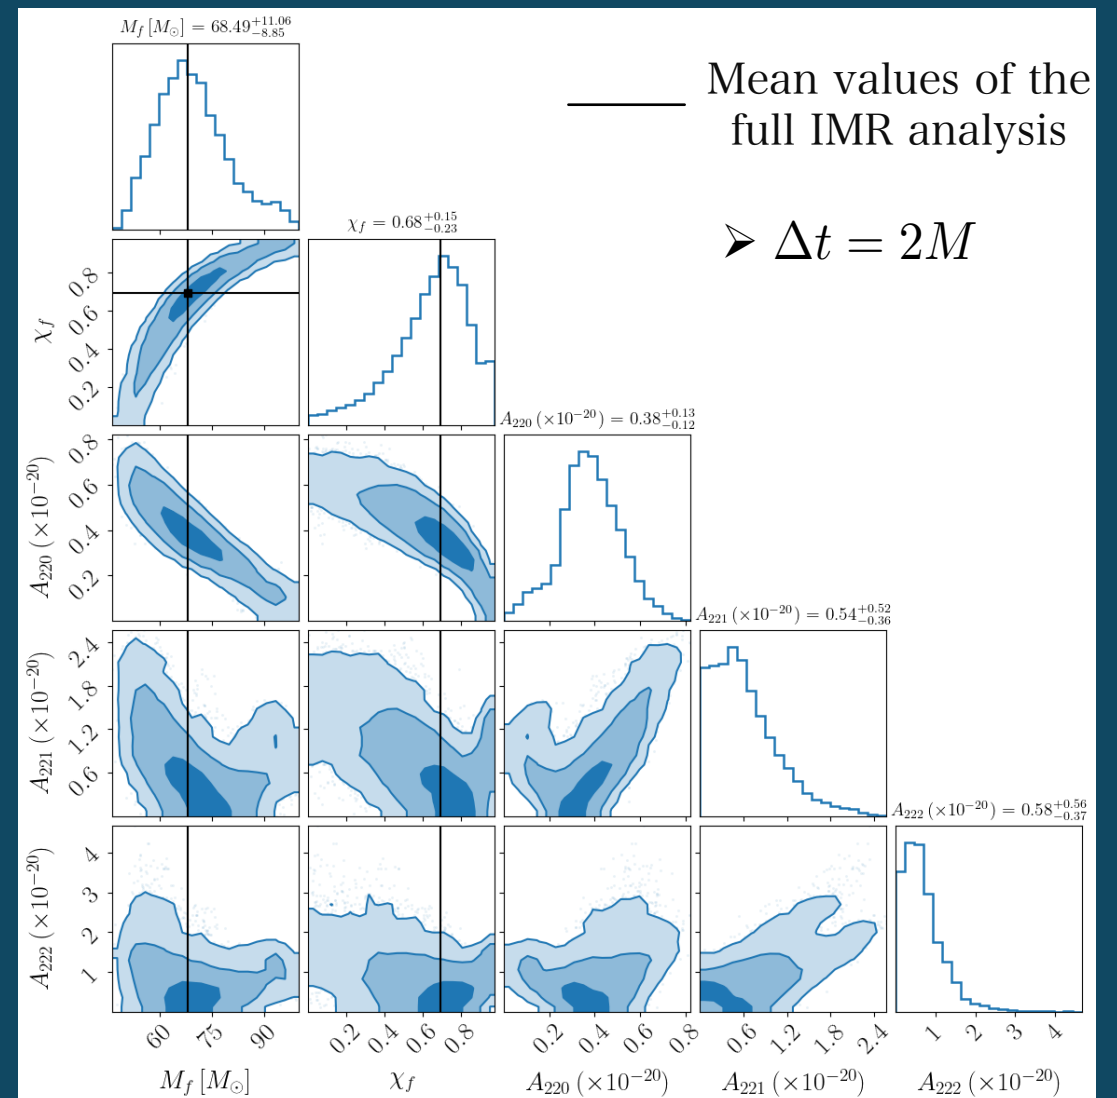 M_f [M_⊙] = 68.49^{+11.06}_{-8.85}
Mean values of the
full IMR analysis
➤ Δt = 2M
χ_f = 0.68^{+0.15}_{-0.23}
χ_f
0.8
0.6
0.4
0.2
A_{220} (×10^{-20}) = 0.38^{+0.13}_{-0.12}
A_{220} (×10^{-20})
0.8
0.6
0.4
0.2
A_{221} (×10^{-20}) = 0.54^{+0.52}_{-0.36}
A_{221} (×10^{-20})
2.4
1.8
1.2
0.6
A_{222} (×10^{-20}) = 0.58^{+0.56}_{-0.37}
A_{222} (×10^{-20})
4
3
2
1
60 75 90 0.2 0.4 0.6 0.8 0.2 0.4 0.6 0.8 0.6 1.2 1.8 2.4 1 2 3 4
M_f [M_⊙] χ_f A_{220} (×10^{-20}) A_{221} (×10^{-20}) A_{222} (×10^{-20})